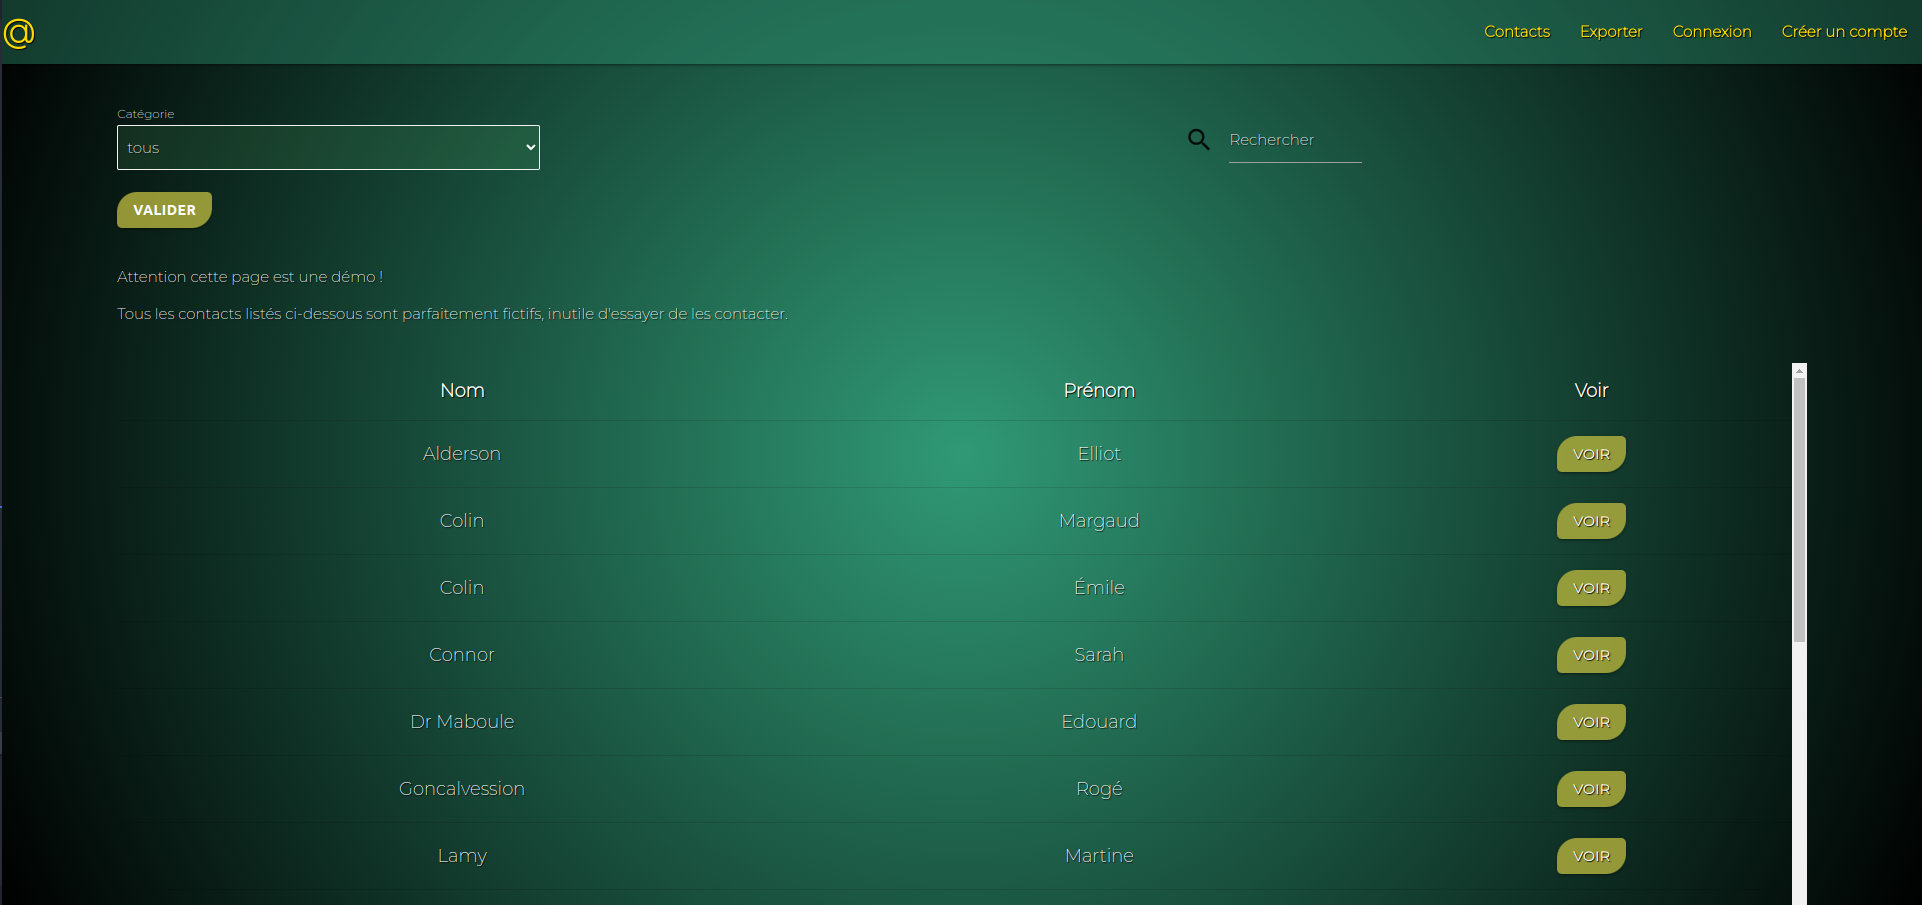 @ Contacts Exporter Connexion Créer un compte
Catégorie
tous
Rechercher
VALIDER
Attention cette page est une démo !
Tous les contacts listés ci-dessous sont parfaitement fictifs, inutile d'essayer de les contacter.
Nom Prénom Voir
Alderson Elliot VOIR
Colin Margaud VOIR
Colin Émile VOIR
Connor Sarah VOIR
Dr Maboule Edouard VOIR
Goncalvession Rogé VOIR
Lamy Martine VOIR